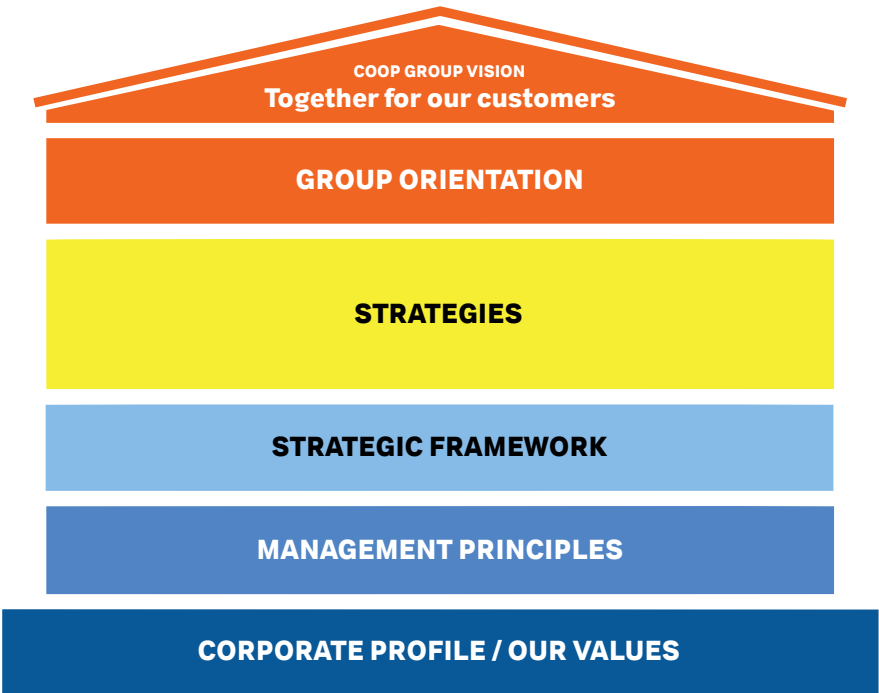 COOP GROUP VISION
Together for our customers
GROUP ORIENTATION
STRATEGIES
STRATEGIC FRAMEWORK
MANAGEMENT PRINCIPLES
CORPORATE PROFILE / OUR VALUES